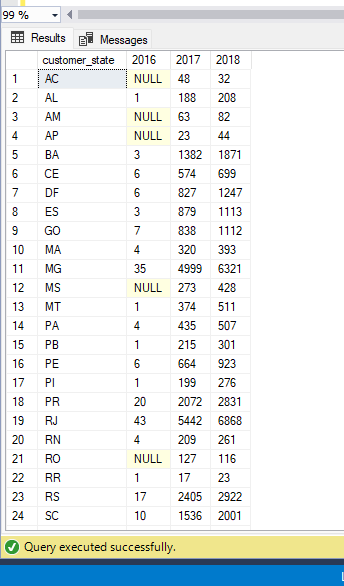 99 %
Results Messages
customer_state 2016 2017 2018
1 AC NULL 48 32
2 AL 1 188 208
3 AM NULL 63 82
4 AP NULL 23 44
5 BA 3 1382 1871
6 CE 6 574 699
7 DF 6 827 1247
8 ES 3 879 1113
9 GO 7 838 1112
10 MA 4 320 393
11 MG 35 4999 6321
12 MS NULL 273 428
13 MT 1 374 511
14 PA 4 435 507
15 PB 1 215 301
16 PE 6 664 923
17 PI 1 199 276
18 PR 20 2072 2831
19 RJ 43 5442 6868
20 RN 4 209 261
21 RO NULL 127 116
22 RR 1 17 23
23 RS 17 2405 2922
24 SC 10 1536 2001
Query executed successfully.